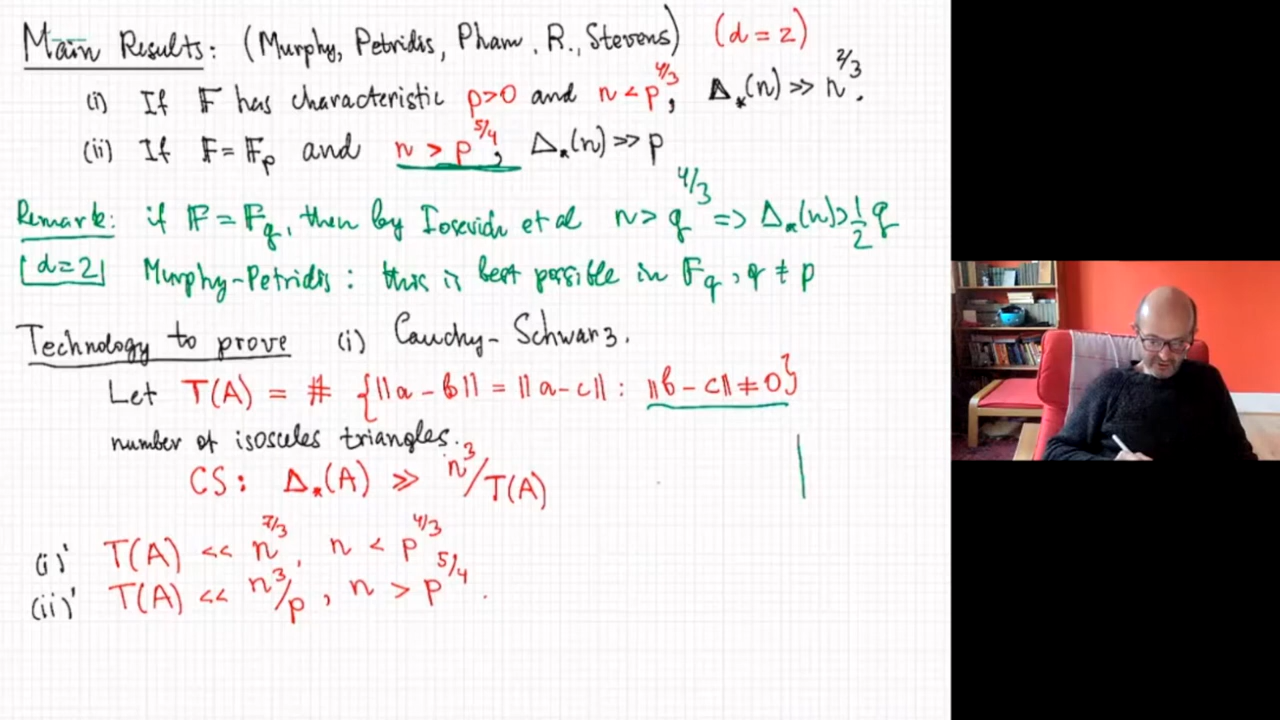 Main Results: (Murphy, Petridis, Pham, R., Stevens) (d = 2)
(i) If F has characteristic p>0 and n < p^{4/3}, Δ_*(n) >> n^{2/3}.
(ii) If F = F_p and n > p^{5/4}, Δ_*(n) >> p
Remark: if F = F_q, then by Iosevich et al n > q^{4/3} => Δ_*(n) > 1/2 q
[d=2] Murphy-Petridis: this is best possible in F_q, q ≠ p
Technology to prove (i) Cauchy-Schwarz.
Let T(A) = # {||a-b|| = ||a-c|| : ||b-c|| ≠ 0}
number of isosceles triangles.
CS: Δ_*(A) >> n^3/T(A)
(i)' T(A) << n^{7/3}, n < p^{4/3}
(ii)' T(A) << n^3/p, n > p^{5/4}.